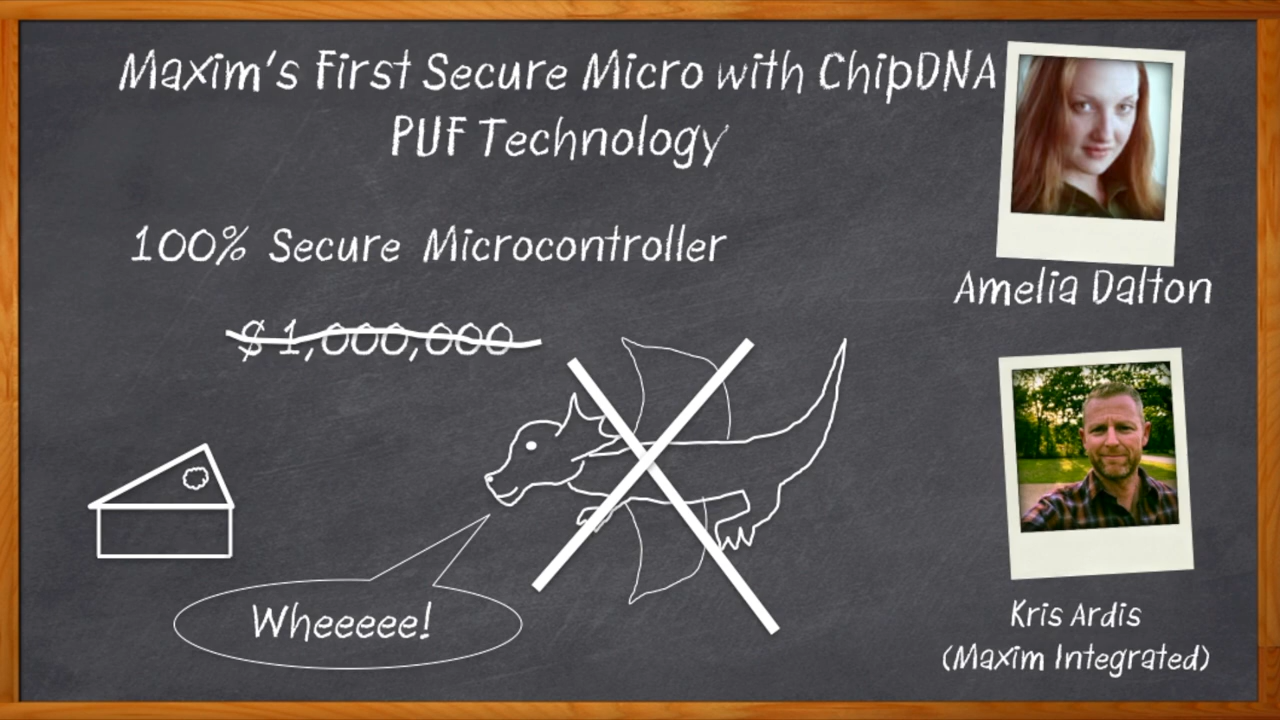 Maxim's First Secure Micro with ChipDNA
PUF Technology
100% Secure Microcontroller
$ 1,000,000
Wheeeee!
Amelia Dalton
Kris Ardis
(Maxim Integrated)